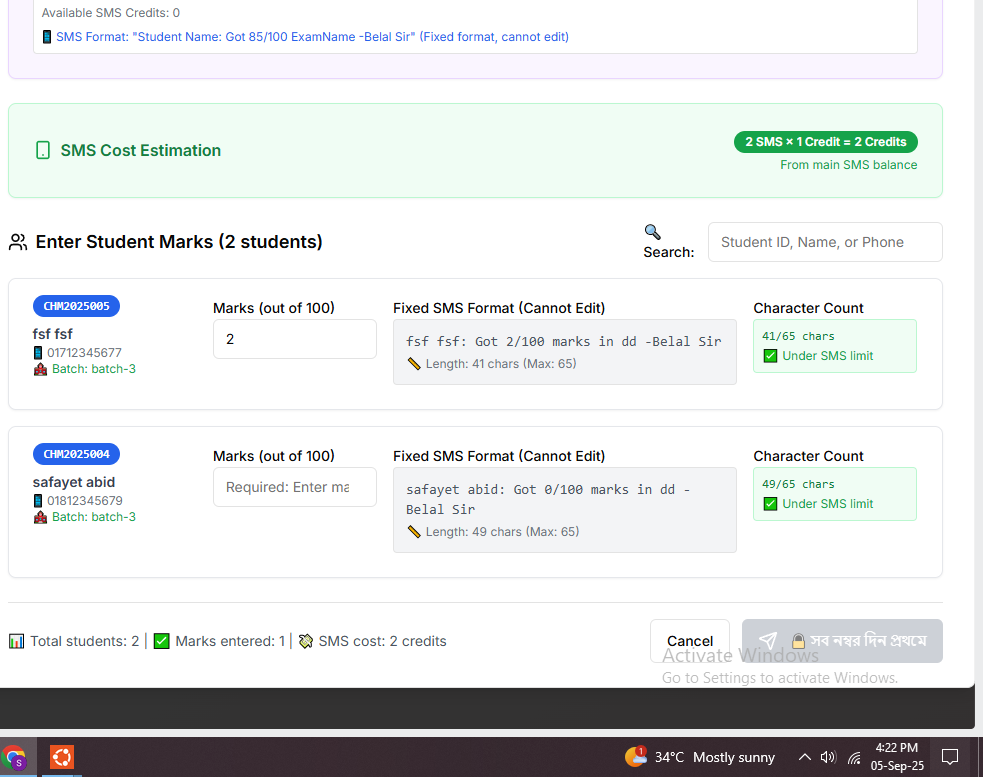 Available SMS Credits: 0
📱 SMS Format: "Student Name: Got 85/100 ExamName -Belal Sir" (Fixed format, cannot edit)
SMS Cost Estimation
2 SMS × 1 Credit = 2 Credits
From main SMS balance
Enter Student Marks (2 students)
🔍 Search:
Student ID, Name, or Phone
CHM2025005
fsf fsf
📱 01712345677
🏫 Batch: batch-3
Marks (out of 100)
2
Fixed SMS Format (Cannot Edit)
fsf fsf: Got 2/100 marks in dd -Belal Sir
📏 Length: 41 chars (Max: 65)
Character Count
41/65 chars
✅ Under SMS limit
CHM2025004
safayet abid
📱 01812345679
🏫 Batch: batch-3
Marks (out of 100)
Required: Enter ma
Fixed SMS Format (Cannot Edit)
safayet abid: Got 0/100 marks in dd -
Belal Sir
📏 Length: 49 chars (Max: 65)
Character Count
49/65 chars
✅ Under SMS limit
📊 Total students: 2 | ✅ Marks entered: 1 | 💸 SMS cost: 2 credits
Cancel
🔒 সব নম্বর দিন প্রথমে
Activate Windows
Go to Settings to activate Windows.
S
1
34°C Mostly sunny
4:22 PM
05-Sep-25